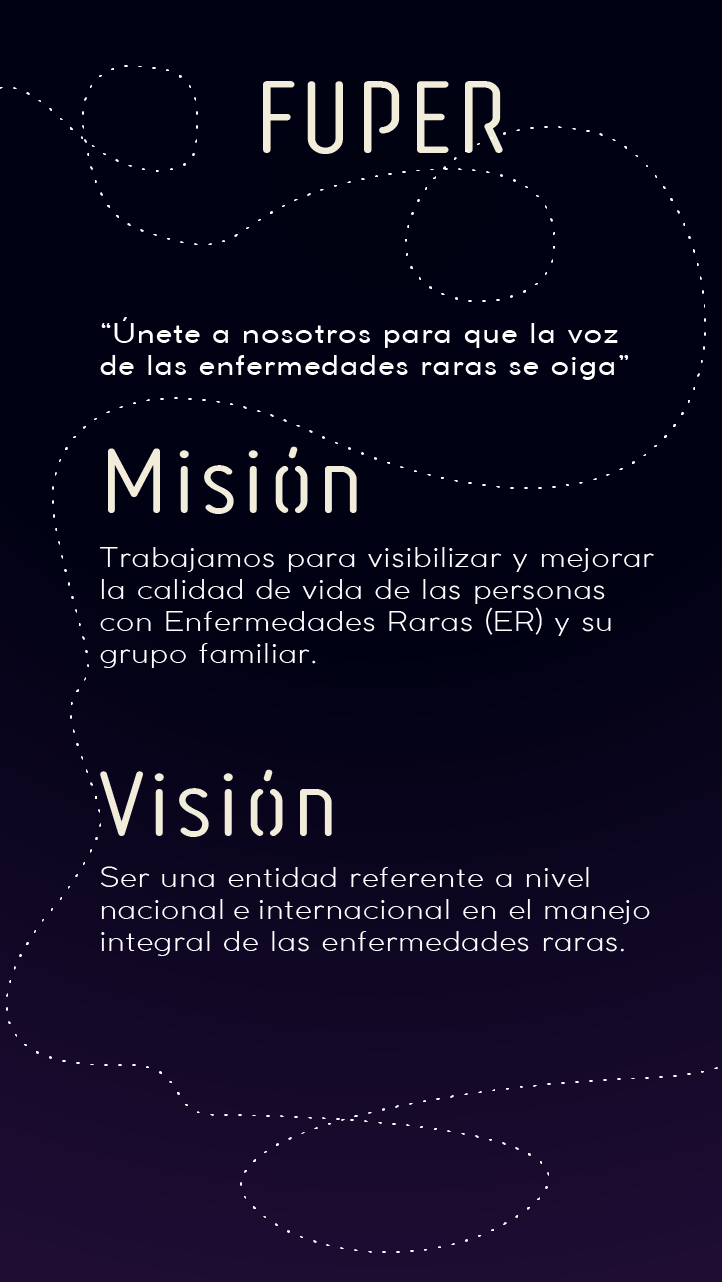 FUPER
“Únete a nosotros para que la voz
de las enfermedades raras se oiga”
Misión
Trabajamos para visibilizar y mejorar
la calidad de vida de las personas
con Enfermedades Raras (ER) y su
grupo familiar.
Visión
Ser una entidad referente a nivel
nacional e internacional en el manejo
integral de las enfermedades raras.